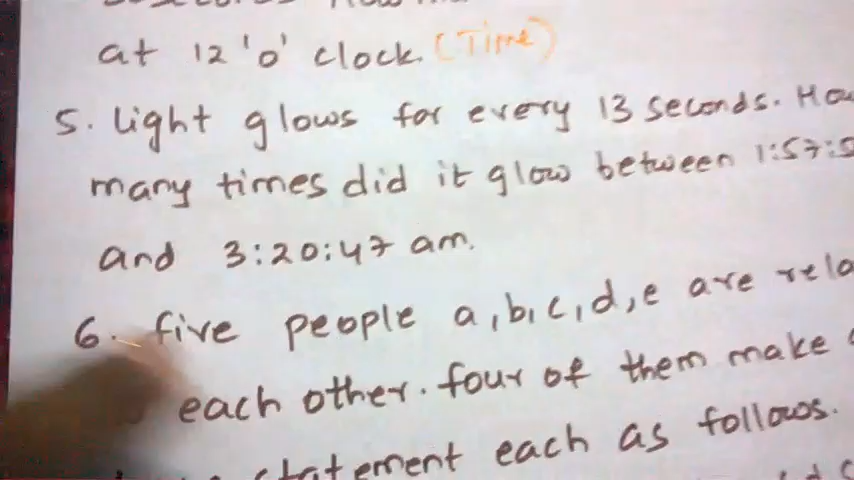 at 12 'o' clock. (Time)
5. Light glows for every 13 seconds. How
many times did it glow between 1:57:5
and 3:20:47 am.
6. five people a, b, c, d, e are rela
each other. four of them make
statement each as follows.